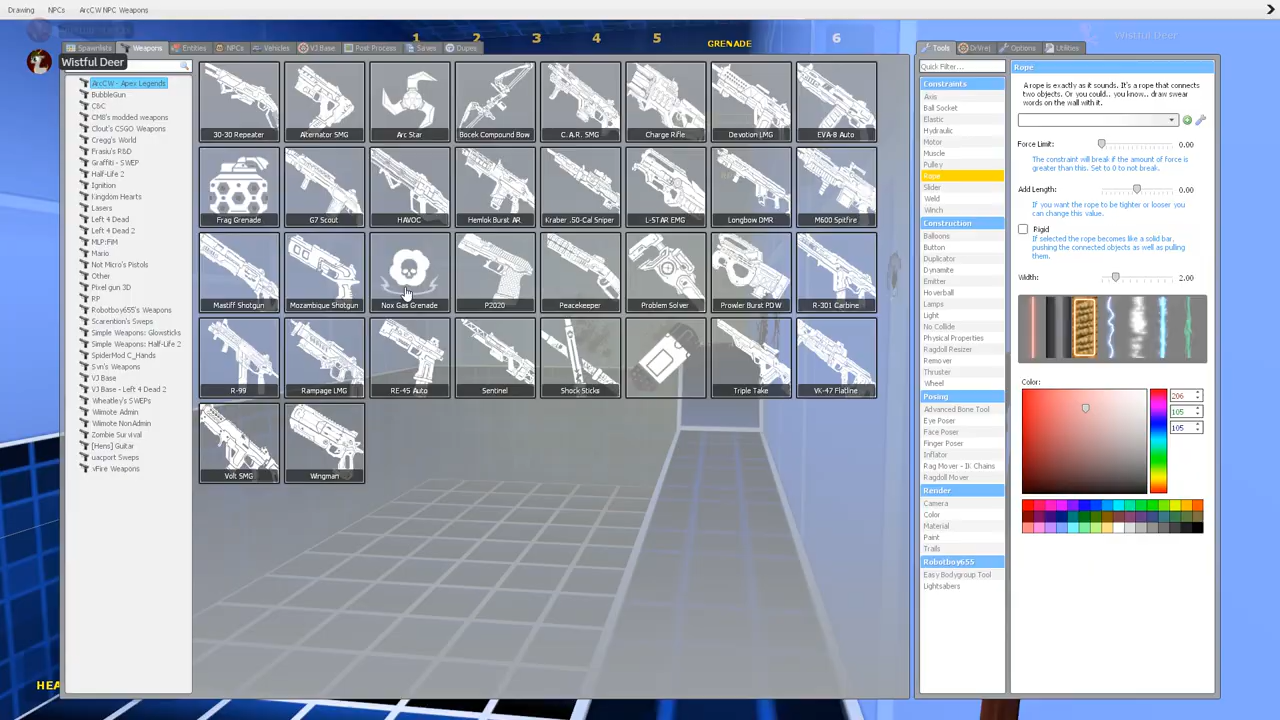 Drawing NPCs ArcCW NPC Weapons
1 2 3 4 5 GRENADE 6
Wistful Deer
Wistful Deer
Spawnlists Weapons Entities NPCs Vehicles VJ Base Post Process Saves Dupes
ArcCW - Apex Legends
BubbleGun
C&C
CMB's modded weapons
Clout's CSGO Weapons
Cregg's World
Frasiu's R&D
Graffiti - SWEP
Half-Life 2
Ignition
Kingdom Hearts
Lasers
Left 4 Dead
Left 4 Dead 2
MLP:FiM
Mario
Not Micro's Pistols
Other
Pixel gun 3D
RP
Robotboy655's Weapons
Scarention's Sweps
Simple Weapons: Glowsticks
Simple Weapons: Half-Life 2
SpiderMod C_Hands
Svn's Weapons
VJ Base
VJ Base - Left 4 Dead 2
Wheatley's SWEPs
Wiimote Admin
Wiimote NonAdmin
Zombie Survival
[Hens] Guitar
uacport Sweps
vFire Weapons
30-30 Repeater Alternator SMG Arc Star Bocek Compound Bow C.A.R. SMG Charge Rifle Devotion LMG EVA-8 Auto
Frag Grenade G7 Scout HAVOC Hemlok Burst AR Kraber .50-Cal Sniper L-STAR EMG Longbow DMR M600 Spitfire
Mastiff Shotgun Mozambique Shotgun Nox Gas Grenade P2020 Peacekeeper Problem Solver Prowler Burst PDW R-301 Carbine
R-99 Rampage LMG RE-45 Auto Sentinel Shock Sticks Triple Take VK-47 Flatline
Volt SMG Wingman
HEA
Tools Options Utilities
Quick Filter...
Constraints
Axis
Ball Socket
Elastic
Hydraulic
Motor
Muscle
Pulley
Rope
Slider
Weld
Winch
Construction
Balloons
Button
Duplicator
Dynamite
Emitter
Hoverball
Lamps
Light
No Collide
Physical Properties
Ragdoll Resizer
Remover
Thruster
Wheel
Posing
Advanced Bone Tool
Eye Poser
Face Poser
Finger Poser
Inflator
Rag Mover - IK Chains
Ragdoll Mover
Render
Camera
Color
Material
Paint
Trails
Robotboy655
Easy Bodygroup Tool
Lightsabers
Rope
A rope is exactly as it sounds. It's a rope that connects
two objects. Or you could.. you know.. draw swear
words on the wall with it.
Force Limit: 0.00
The constraint will break if the amount of force is
greater than this. Set to 0 to not break.
Add Length: 0.00
If you want the rope to be tighter or looser you
can change this value.
Rigid
If selected the rope becomes like a solid bar,
pushing the connected objects as well as pulling
them.
Width: 2.00
Color:
206
105
105